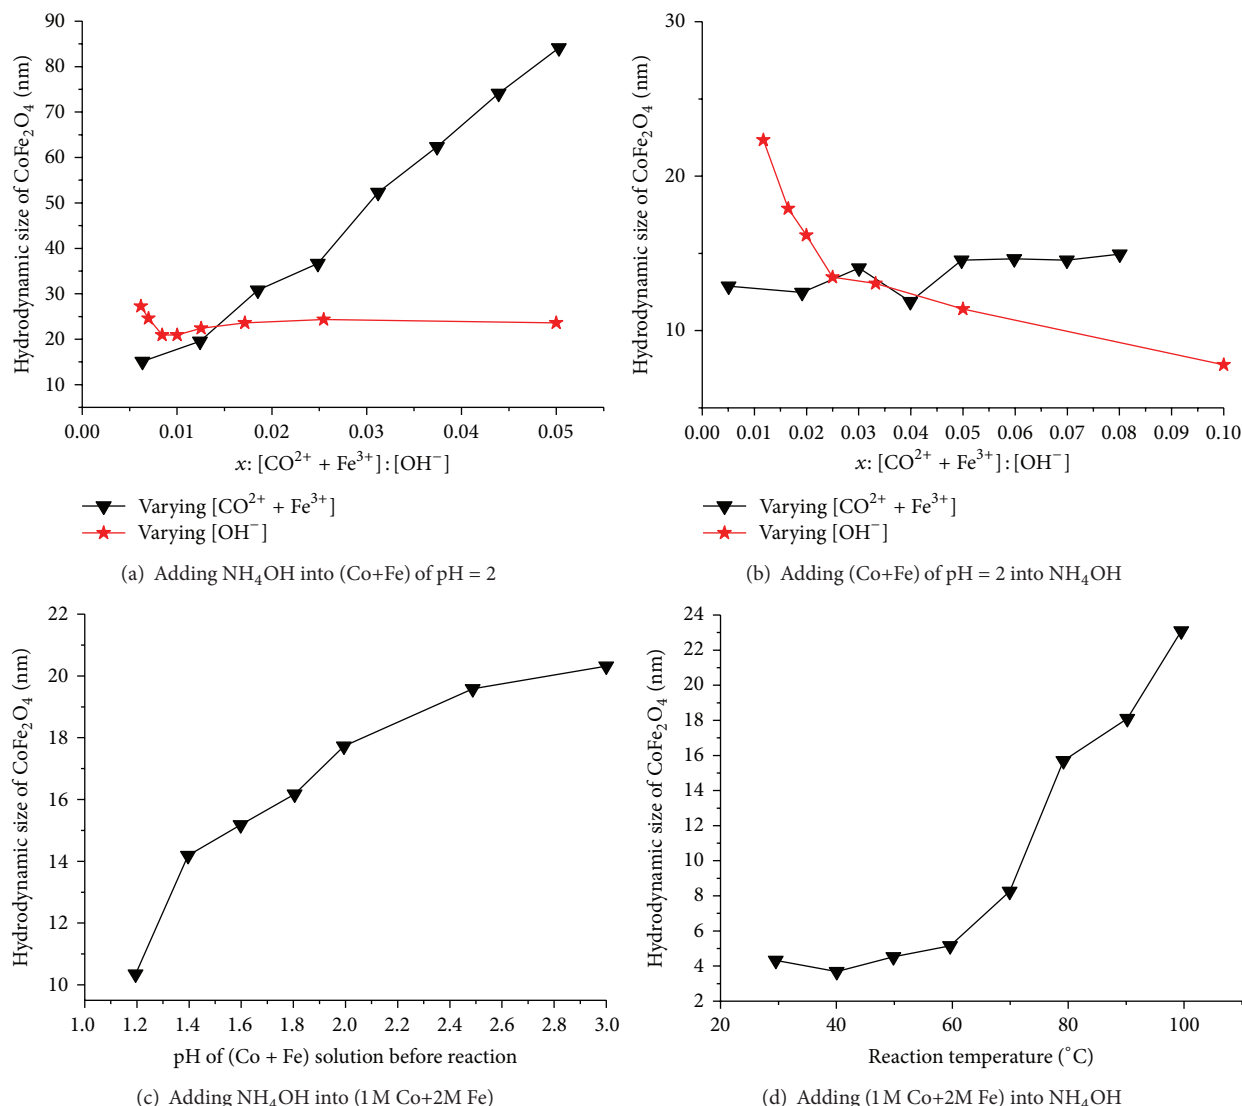 90
80
70
60
50
40
30
20
10
Hydrodynamic size of CoFe₂O₄ (nm)
0.00 0.01 0.02 0.03 0.04 0.05
x: [CO²⁺ + Fe³⁺] : [OH⁻]
Varying [CO²⁺ + Fe³⁺]
Varying [OH⁻]
(a) Adding NH₄OH into (Co+Fe) of pH = 2
30
20
10
Hydrodynamic size of CoFe₂O₄ (nm)
0.00 0.01 0.02 0.03 0.04 0.05 0.06 0.07 0.08 0.09 0.10
x: [CO²⁺ + Fe³⁺] : [OH⁻]
Varying [CO²⁺ + Fe³⁺]
Varying [OH⁻]
(b) Adding (Co+Fe) of pH = 2 into NH₄OH
22
20
18
16
14
12
10
Hydrodynamic size of CoFe₂O₄ (nm)
1.0 1.4 1.6 1.8 2.0 2.2 2.4 2.6 2.8 3.0
pH of (Co + Fe) solution before reaction
(c) Adding NH₄OH into (1 M Co+2M Fe)
24
22
20
18
16
14
12
10
8
6
4
2
Hydrodynamic size of CoFe₂O₄ (nm)
20 40 60 80 100
Reaction temperature (°C)
(d) Adding (1 M Co+2M Fe) into NH₄OH